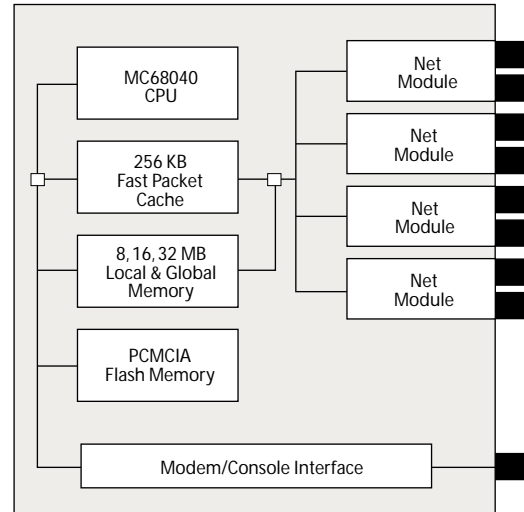 MC68040
CPU
256 KB
Fast Packet
Cache
8, 16, 32 MB
Local & Global
Memory
PCMCIA
Flash Memory
Modem/Console Interface
Net
Module
Net
Module
Net
Module
Net
Module